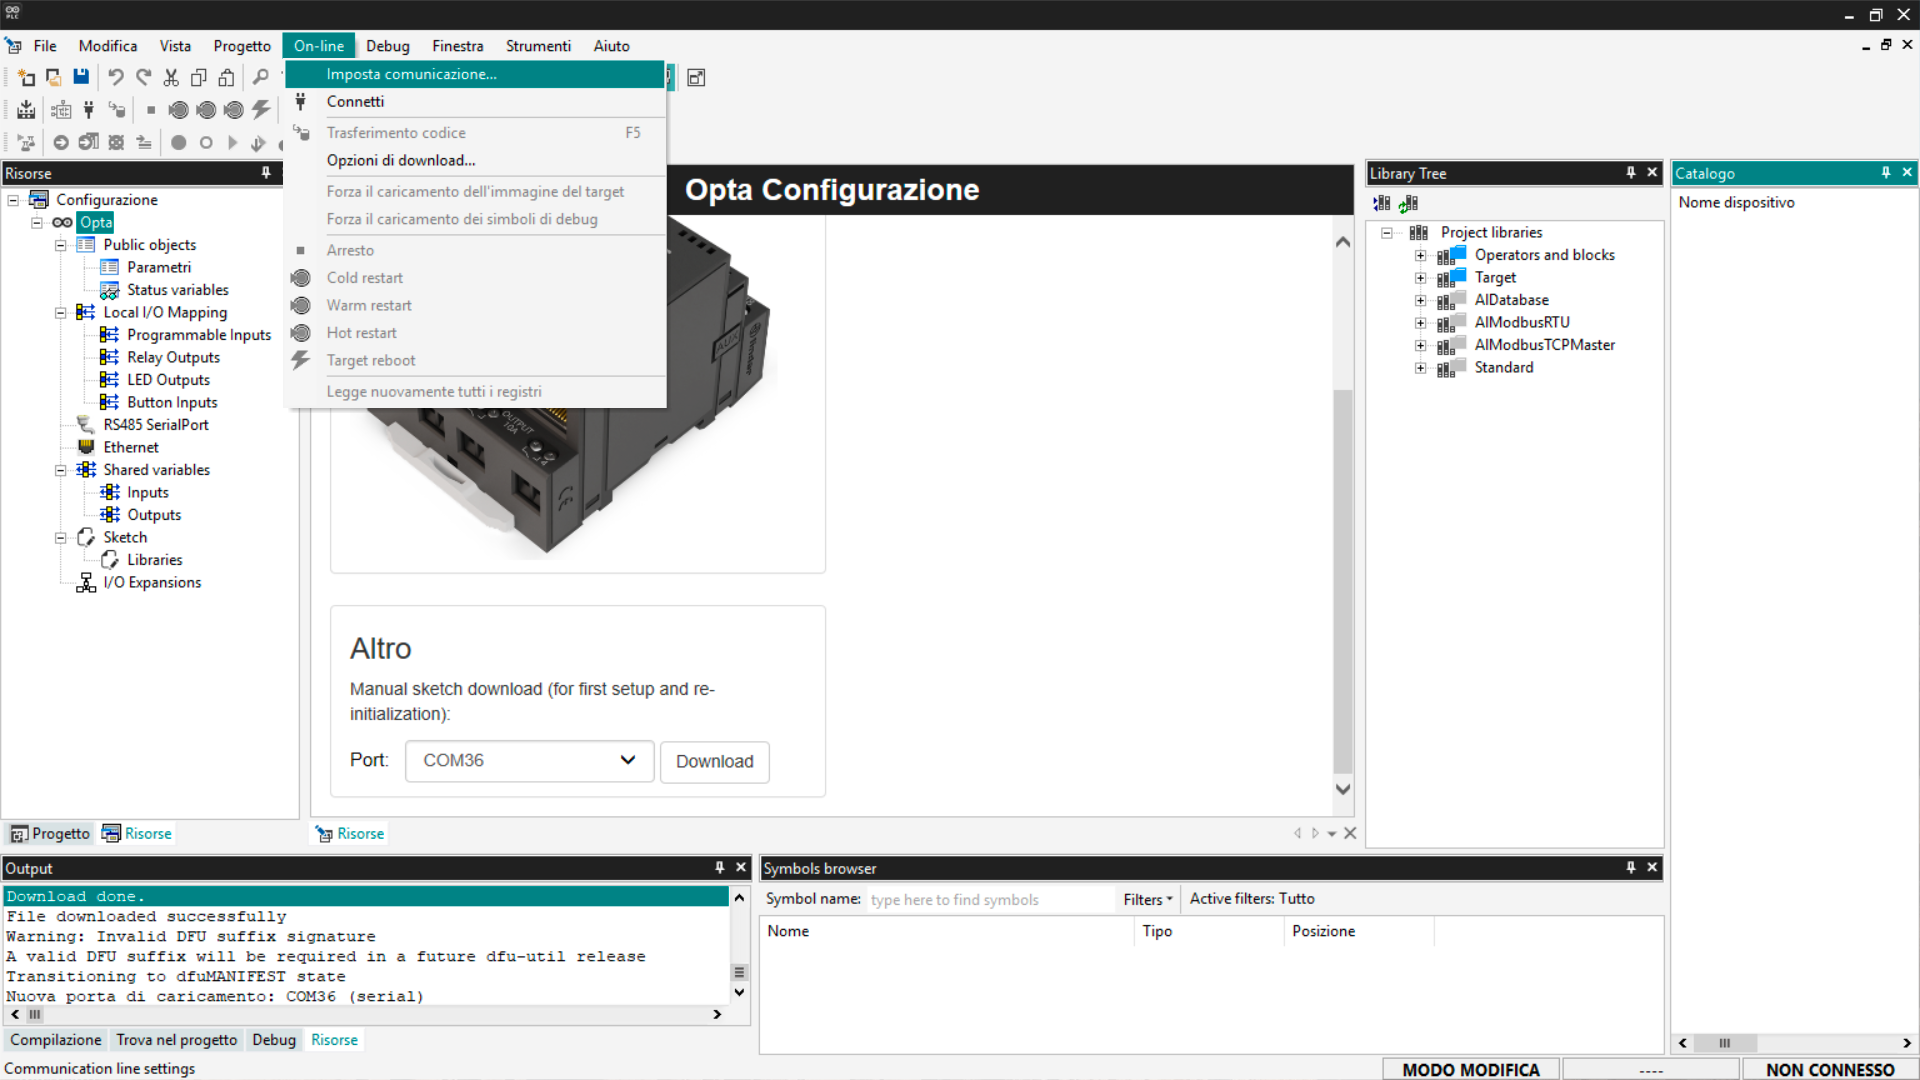 PLC
File Modifica Vista Progetto On-line Debug Finestra Strumenti Aiuto
Imposta comunicazione...
Connetti
Trasferimento codice F5
Opzioni di download...
Forza il caricamento dell'immagine del target
Forza il caricamento dei simboli di debug
Arresto
Cold restart
Warm restart
Hot restart
Target reboot
Legge nuovamente tutti i registri
Risorse
Configurazione
Opta
Public objects
Parametri
Status variables
Local I/O Mapping
Programmable Inputs
Relay Outputs
LED Outputs
Button Inputs
RS485 SerialPort
Ethernet
Shared variables
Inputs
Outputs
Sketch
Libraries
I/O Expansions
Progetto Risorse
Opta Configurazione
AUX
Finder
OUTPUT
10A
Altro
Manual sketch download (for first setup and re-
initialization):
Port: COM36 Download
Risorse
Library Tree
Project libraries
Operators and blocks
Target
AlDatabase
AlModbusRTU
AlModbusTCPMaster
Standard
Catalogo
Nome dispositivo
Output
Download done.
File downloaded successfully
Warning: Invalid DFU suffix signature
A valid DFU suffix will be required in a future dfu-util release
Transitioning to dfuMANIFEST state
Nuova porta di caricamento: COM36 (serial)
Compilazione Trova nel progetto Debug Risorse
Symbols browser
Symbol name: type here to find symbols Filters Active filters: Tutto
Nome Tipo Posizione
Communication line settings
MODO MODIFICA ---- NON CONNESSO